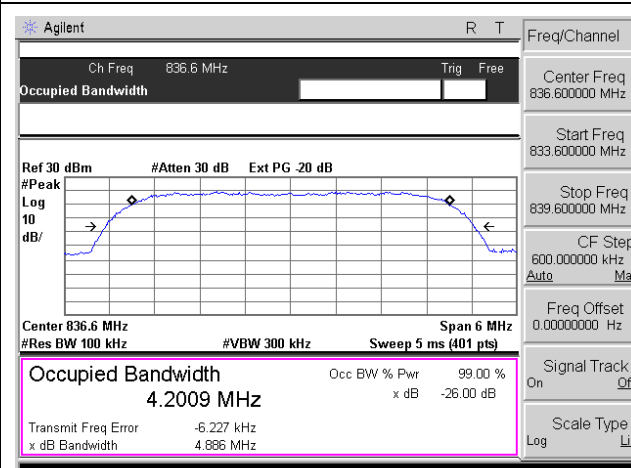 Agilent R T
Ch Freq 836.6 MHz Trig Free
Occupied Bandwidth
Ref 30 dBm #Atten 30 dB Ext PG -20 dB
#Peak
Log
10
dB/
Center 836.6 MHz Span 6 MHz
#Res BW 100 kHz #VBW 300 kHz Sweep 5 ms (401 pts)
Occupied Bandwidth Occ BW % Pwr 99.00 %
4.2009 MHz x dB -26.00 dB
Transmit Freq Error -6.227 kHz
x dB Bandwidth 4.886 MHz
Freq/Channel
Center Freq
836.600000 MHz
Start Freq
833.600000 MHz
Stop Freq
839.600000 MHz
CF Step
600.000000 kHz
Auto Ma
Freq Offset
0.00000000 Hz
Signal Track
On Of
Scale Type
Log Li